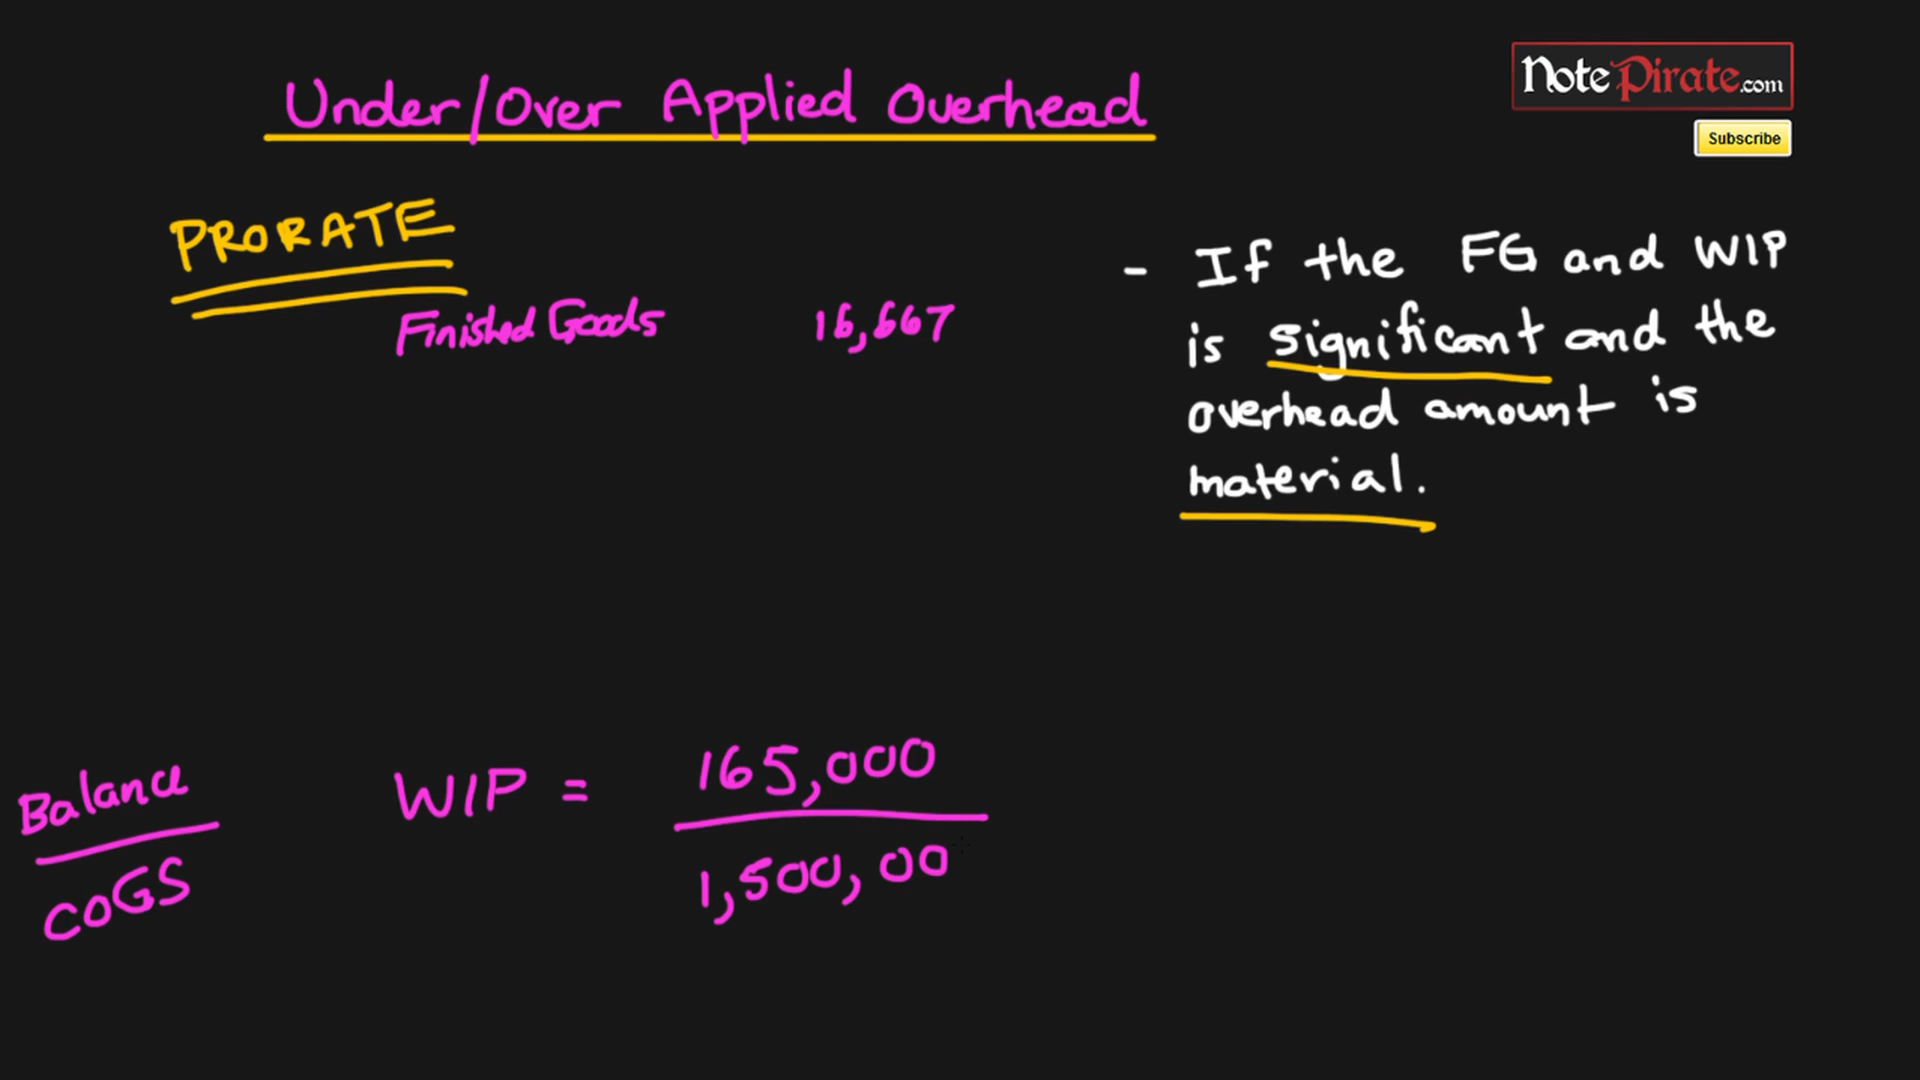 Under/Over Applied Overhead
NotePirate.com
Subscribe
PRORATE
Finished Goods 16,667
- If the FG and WIP
is significant and the
overhead amount is
material.
Balance
COGS
WIP = 165,000
1,500,00